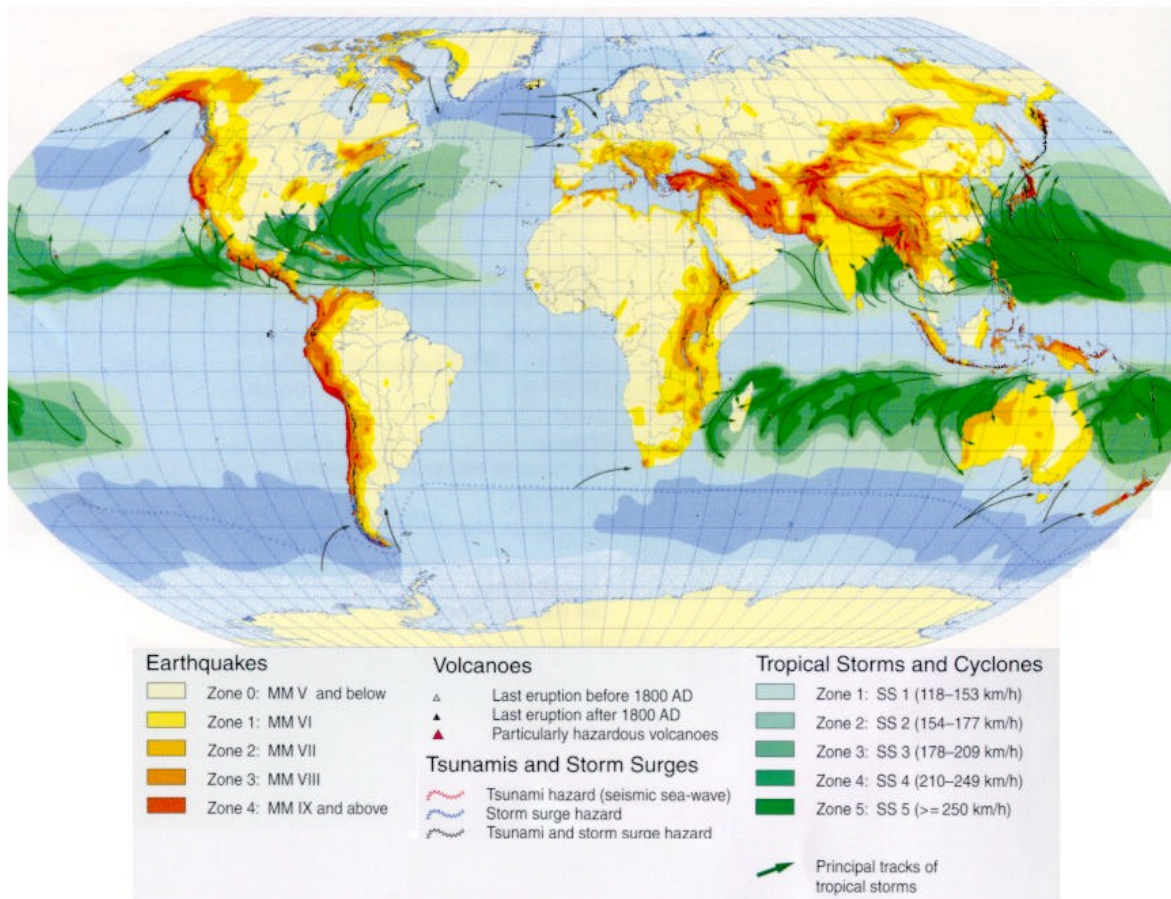 Earthquakes
Zone 0: MM V and below
Zone 1: MM VI
Zone 2: MM VII
Zone 3: MM VIII
Zone 4: MM IX and above
Volcanoes
Last eruption before 1800 AD
Last eruption after 1800 AD
Particularly hazardous volcanoes
Tsunamis and Storm Surges
Tsunami hazard (seismic sea-wave)
Storm surge hazard
Tsunami and storm surge hazard
Tropical Storms and Cyclones
Zone 1: SS 1 (118–153 km/h)
Zone 2: SS 2 (154–177 km/h)
Zone 3: SS 3 (178–209 km/h)
Zone 4: SS 4 (210–249 km/h)
Zone 5: SS 5 (>= 250 km/h)
Principal tracks of
tropical storms